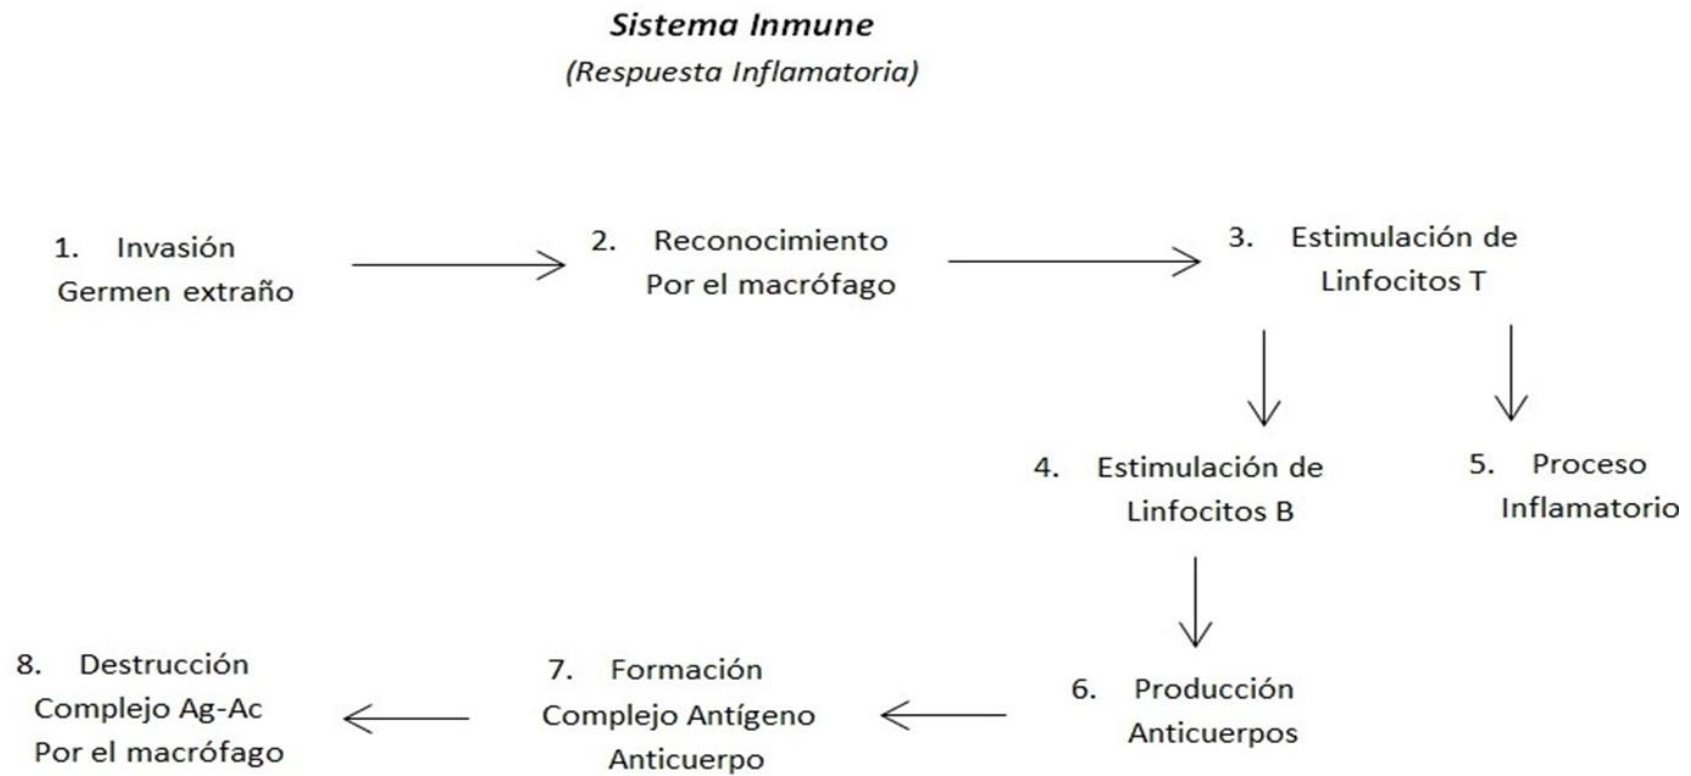 Sistema Inmune
(Respuesta Inflamatoria)
1. Invasión
Germen extraño
2. Reconocimiento
Por el macrófago
3. Estimulación de
Linfocitos T
4. Estimulación de
Linfocitos B
5. Proceso
Inflamatorio
6. Producción
Anticuerpos
7. Formación
Complejo Antígeno
Anticuerpo
8. Destrucción
Complejo Ag-Ac
Por el macrófago